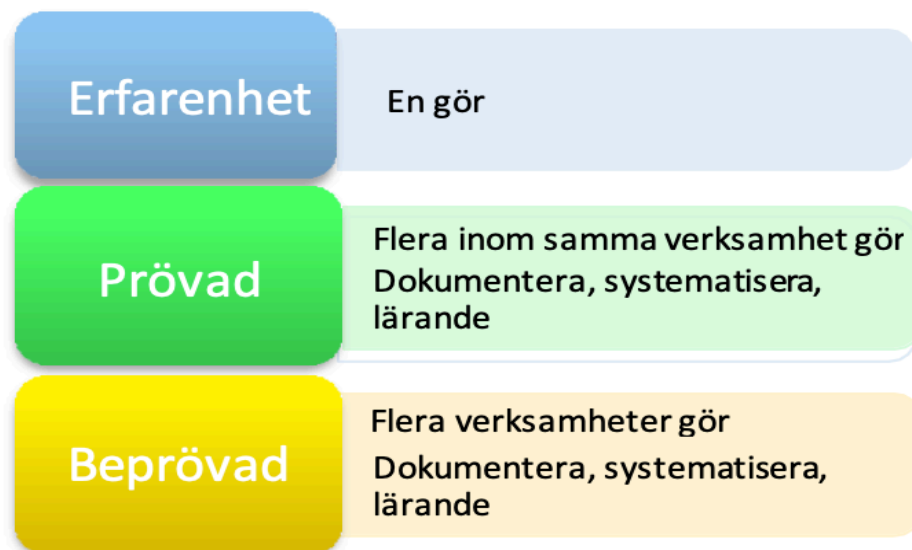 Erfarenhet
En gör
Prövad
Flera inom samma verksamhet gör
Dokumentera, systematisera,
lärande
Beprövad
Flera verksamheter gör
Dokumentera, systematisera,
lärande